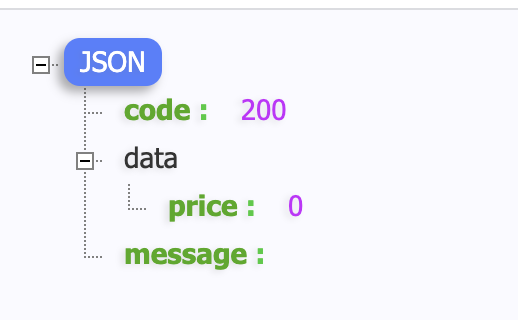 JSON
code : 200
data
price : 0
message :